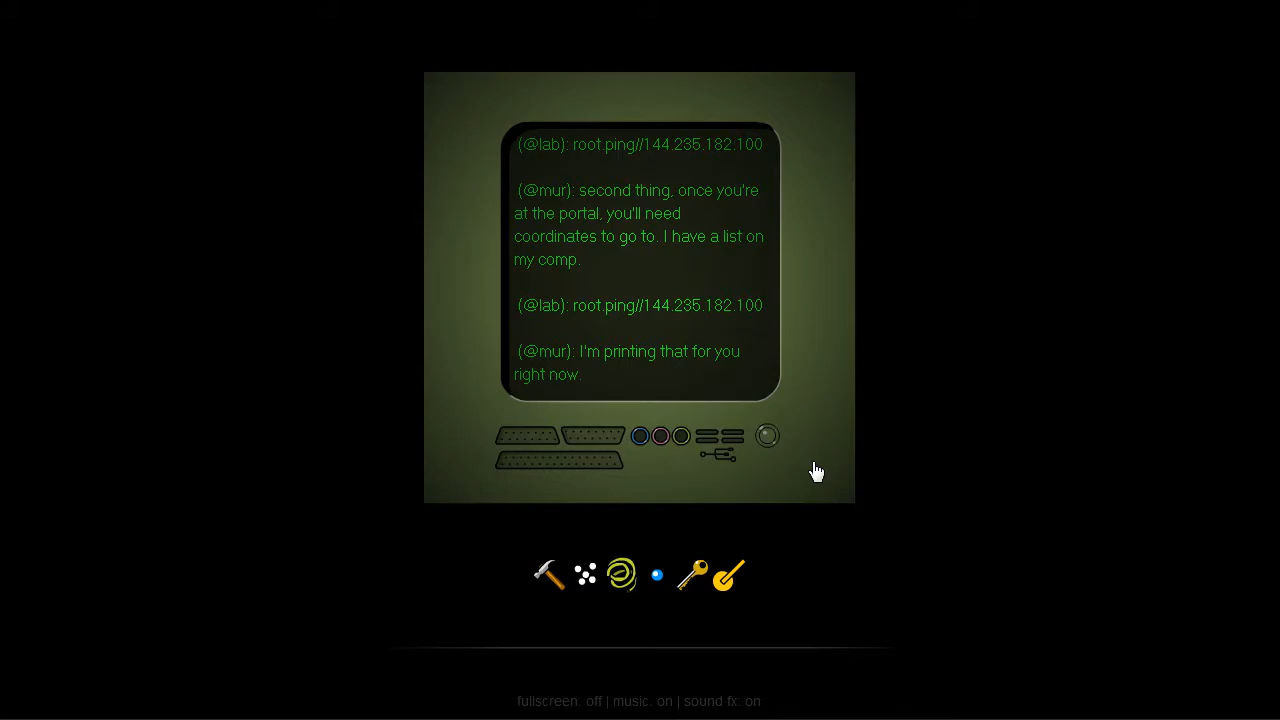 (@lab): root.ping//144.235.182.100
(@mur): second thing, once you're
at the portal, you'll need
coordinates to go to. I have a list on
my comp.
(@lab): root.ping//144.235.182.100
(@mur): I'm printing that for you
right now.
fullscreen: off | music: on | sound fx: on